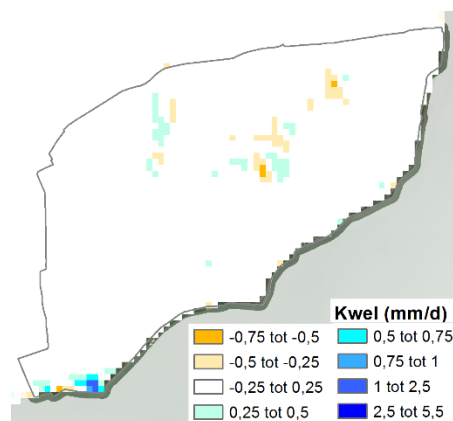 Kwel (mm/d)
-0,75 tot -0,5
-0,5 tot -0,25
-0,25 tot 0,25
0,25 tot 0,5
0,5 tot 0,75
0,75 tot 1
1 tot 2,5
2,5 tot 5,5